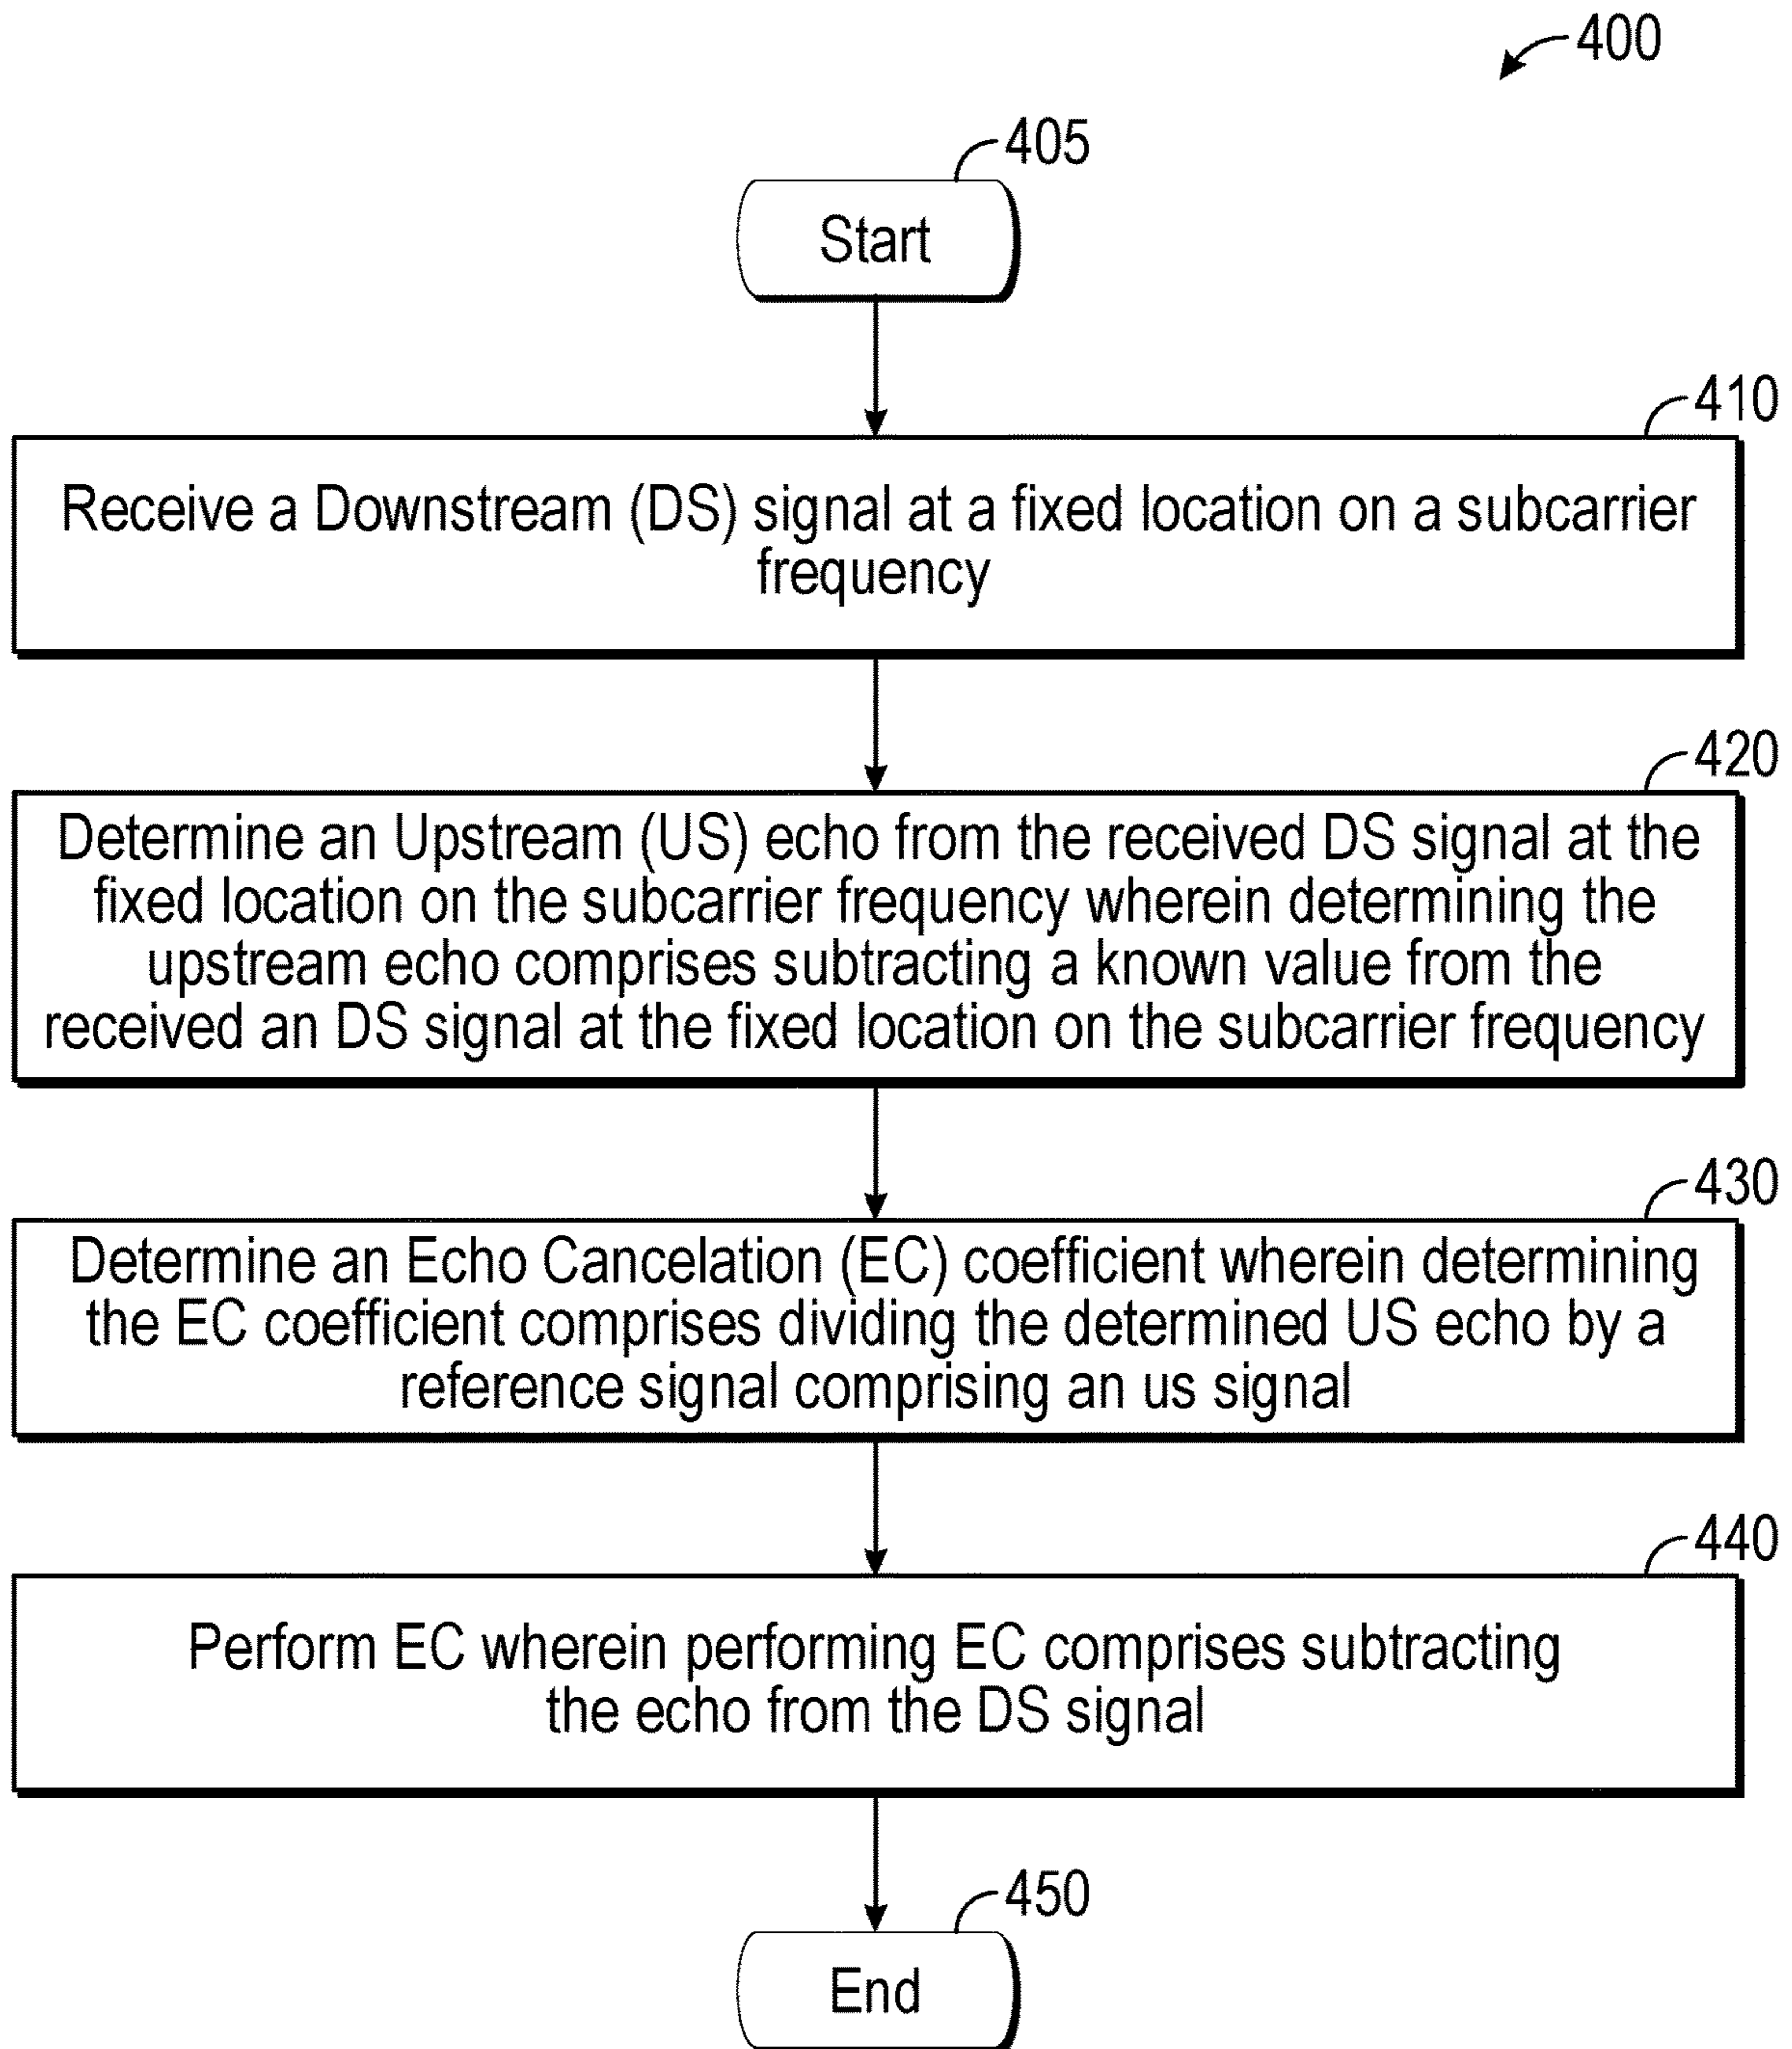 400
405
Start
410
Receive a Downstream (DS) signal at a fixed location on a subcarrier
frequency
420
Determine an Upstream (US) echo from the received DS signal at the
fixed location on the subcarrier frequency wherein determining the
upstream echo comprises subtracting a known value from the
received an DS signal at the fixed location on the subcarrier frequency
430
Determine an Echo Cancelation (EC) coefficient wherein determining
the EC coefficient comprises dividing the determined US echo by a
reference signal comprising an us signal
440
Perform EC wherein performing EC comprises subtracting
the echo from the DS signal
450
End